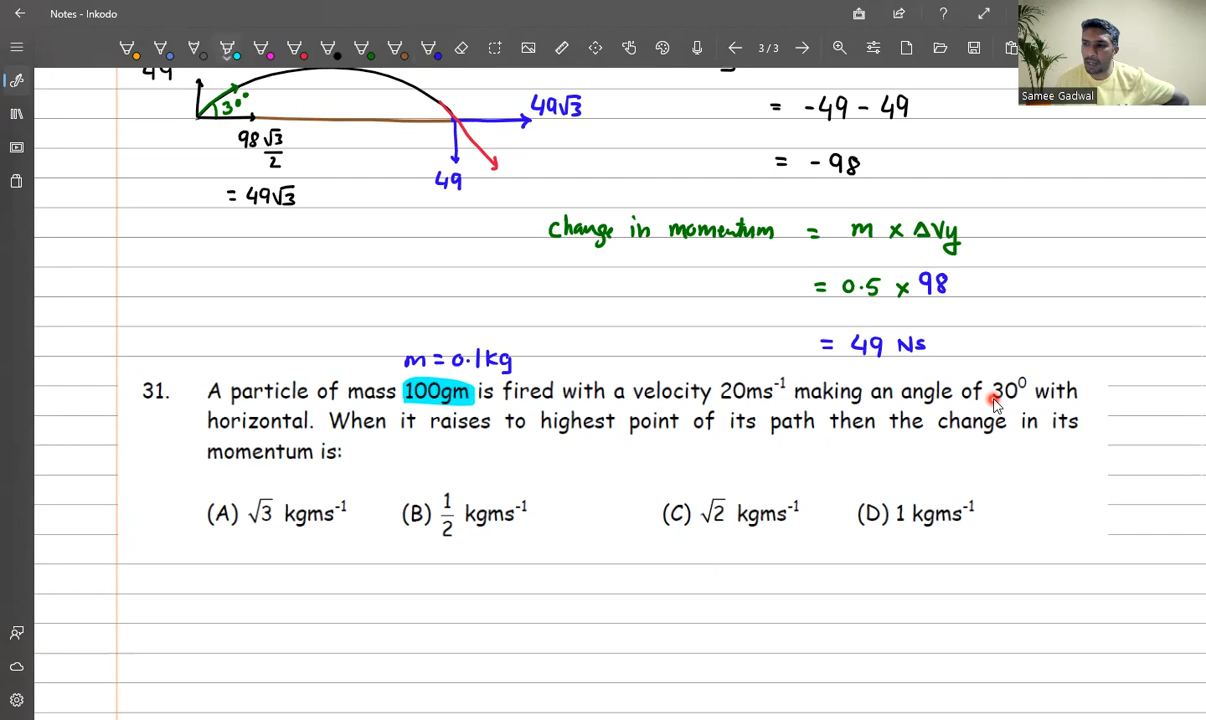 Notes - Inkodo
3/3
Samee Gadwal
49
30°
49√3
= -49 - 49
98 √3/2
= - 98
49
= 49√3
Change in momentum = m × ΔVy
= 0.5 × 98
= 49 Ns
m = 0.1kg
31. A particle of mass 100gm is fired with a velocity 20ms⁻¹ making an angle of 30⁰ with
horizontal. When it raises to highest point of its path then the change in its
momentum is:
(A) √3 kgms⁻¹ (B) 1/2 kgms⁻¹ (C) √2 kgms⁻¹ (D) 1 kgms⁻¹